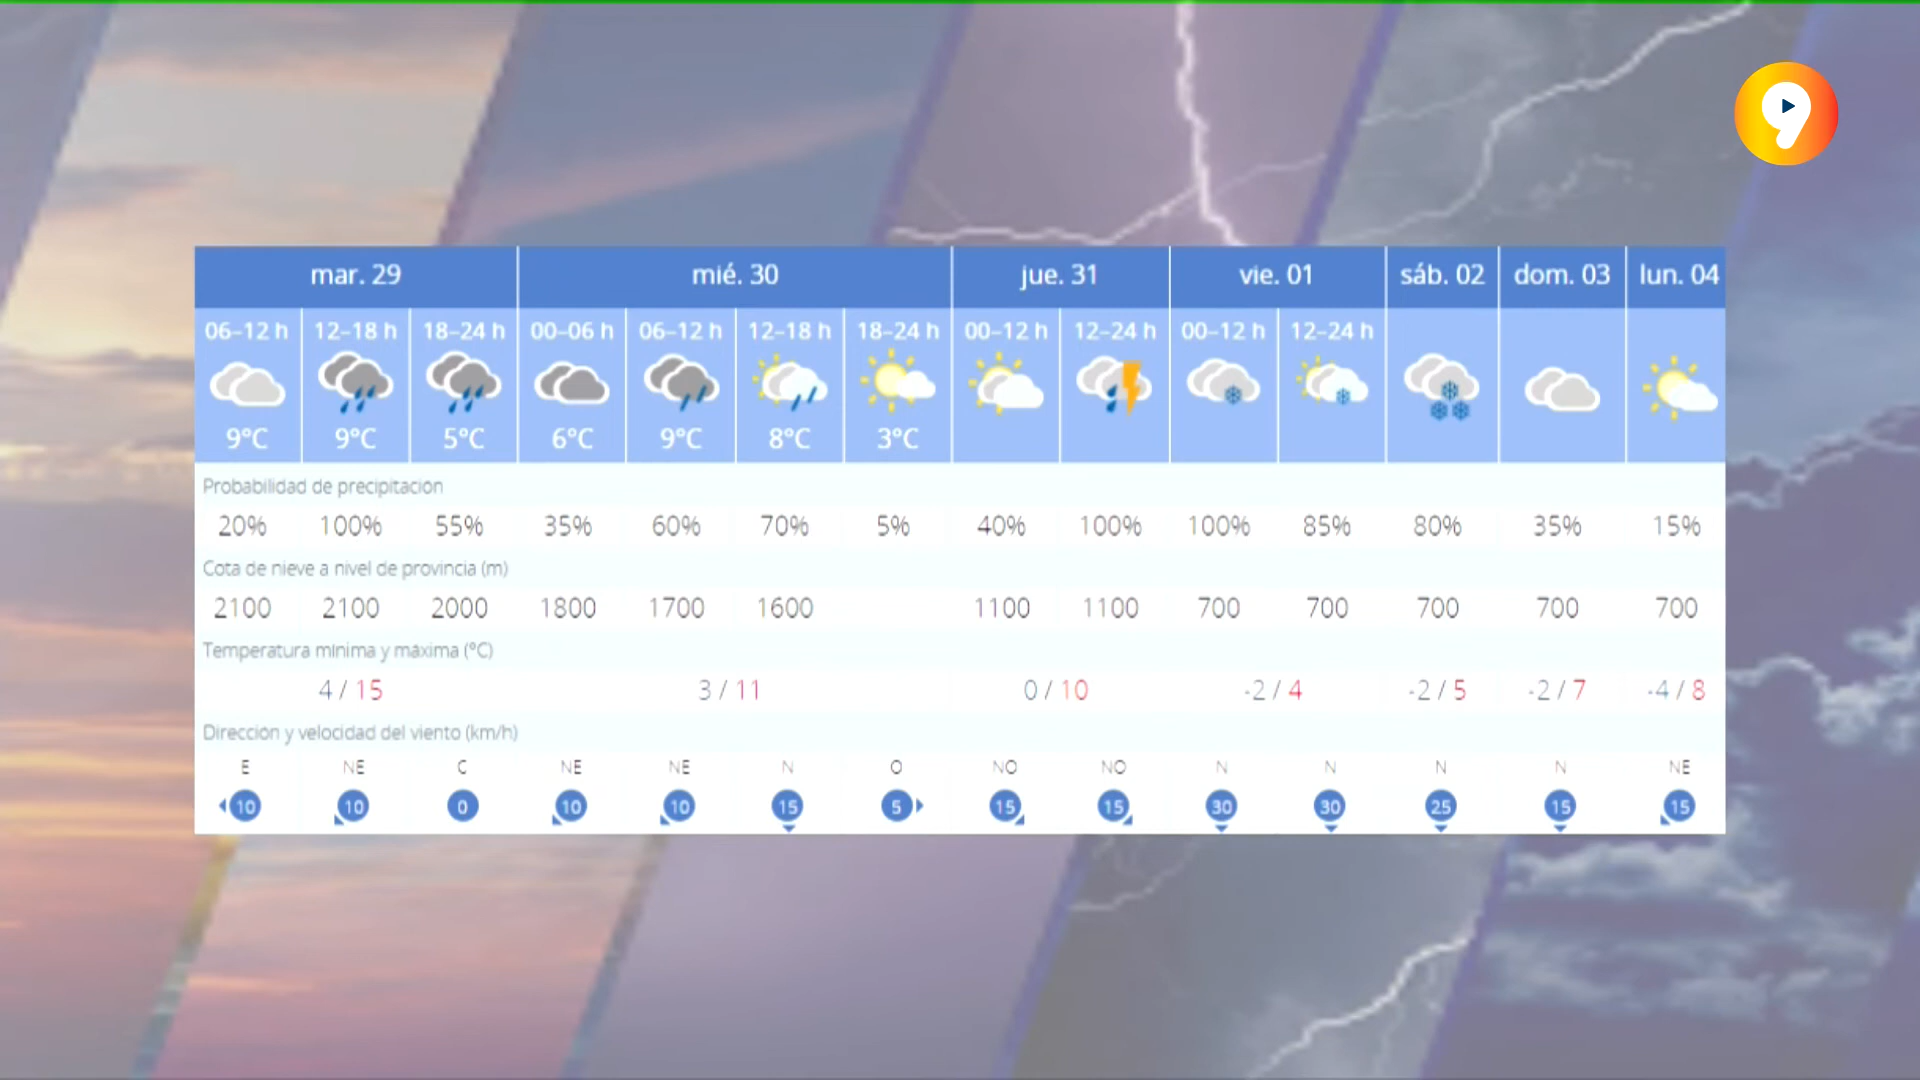 9
mar. 29 mié. 30 jue. 31 vie. 01 sáb. 02 dom. 03 lun. 04
06–12 h 12–18 h 18–24 h 00–06 h 06–12 h 12–18 h 18–24 h 00–12 h 12–24 h 00–12 h 12–24 h
9°C 9°C 5°C 6°C 9°C 8°C 3°C
Probabilidad de precipitación
20% 100% 55% 35% 60% 70% 5% 40% 100% 100% 85% 80% 35% 15%
Cota de nieve a nivel de provincia (m)
2100 2100 2000 1800 1700 1600 1100 1100 700 700 700 700 700
Temperatura mínima y máxima (°C)
4 / 15 3 / 11 0 / 10 -2 / 4 -2 / 5 -2 / 7 -4 / 8
Dirección y velocidad del viento (km/h)
E NE C NE NE N O NO NO N N N N NE
10 10 0 10 10 15 5 15 15 30 30 25 15 15